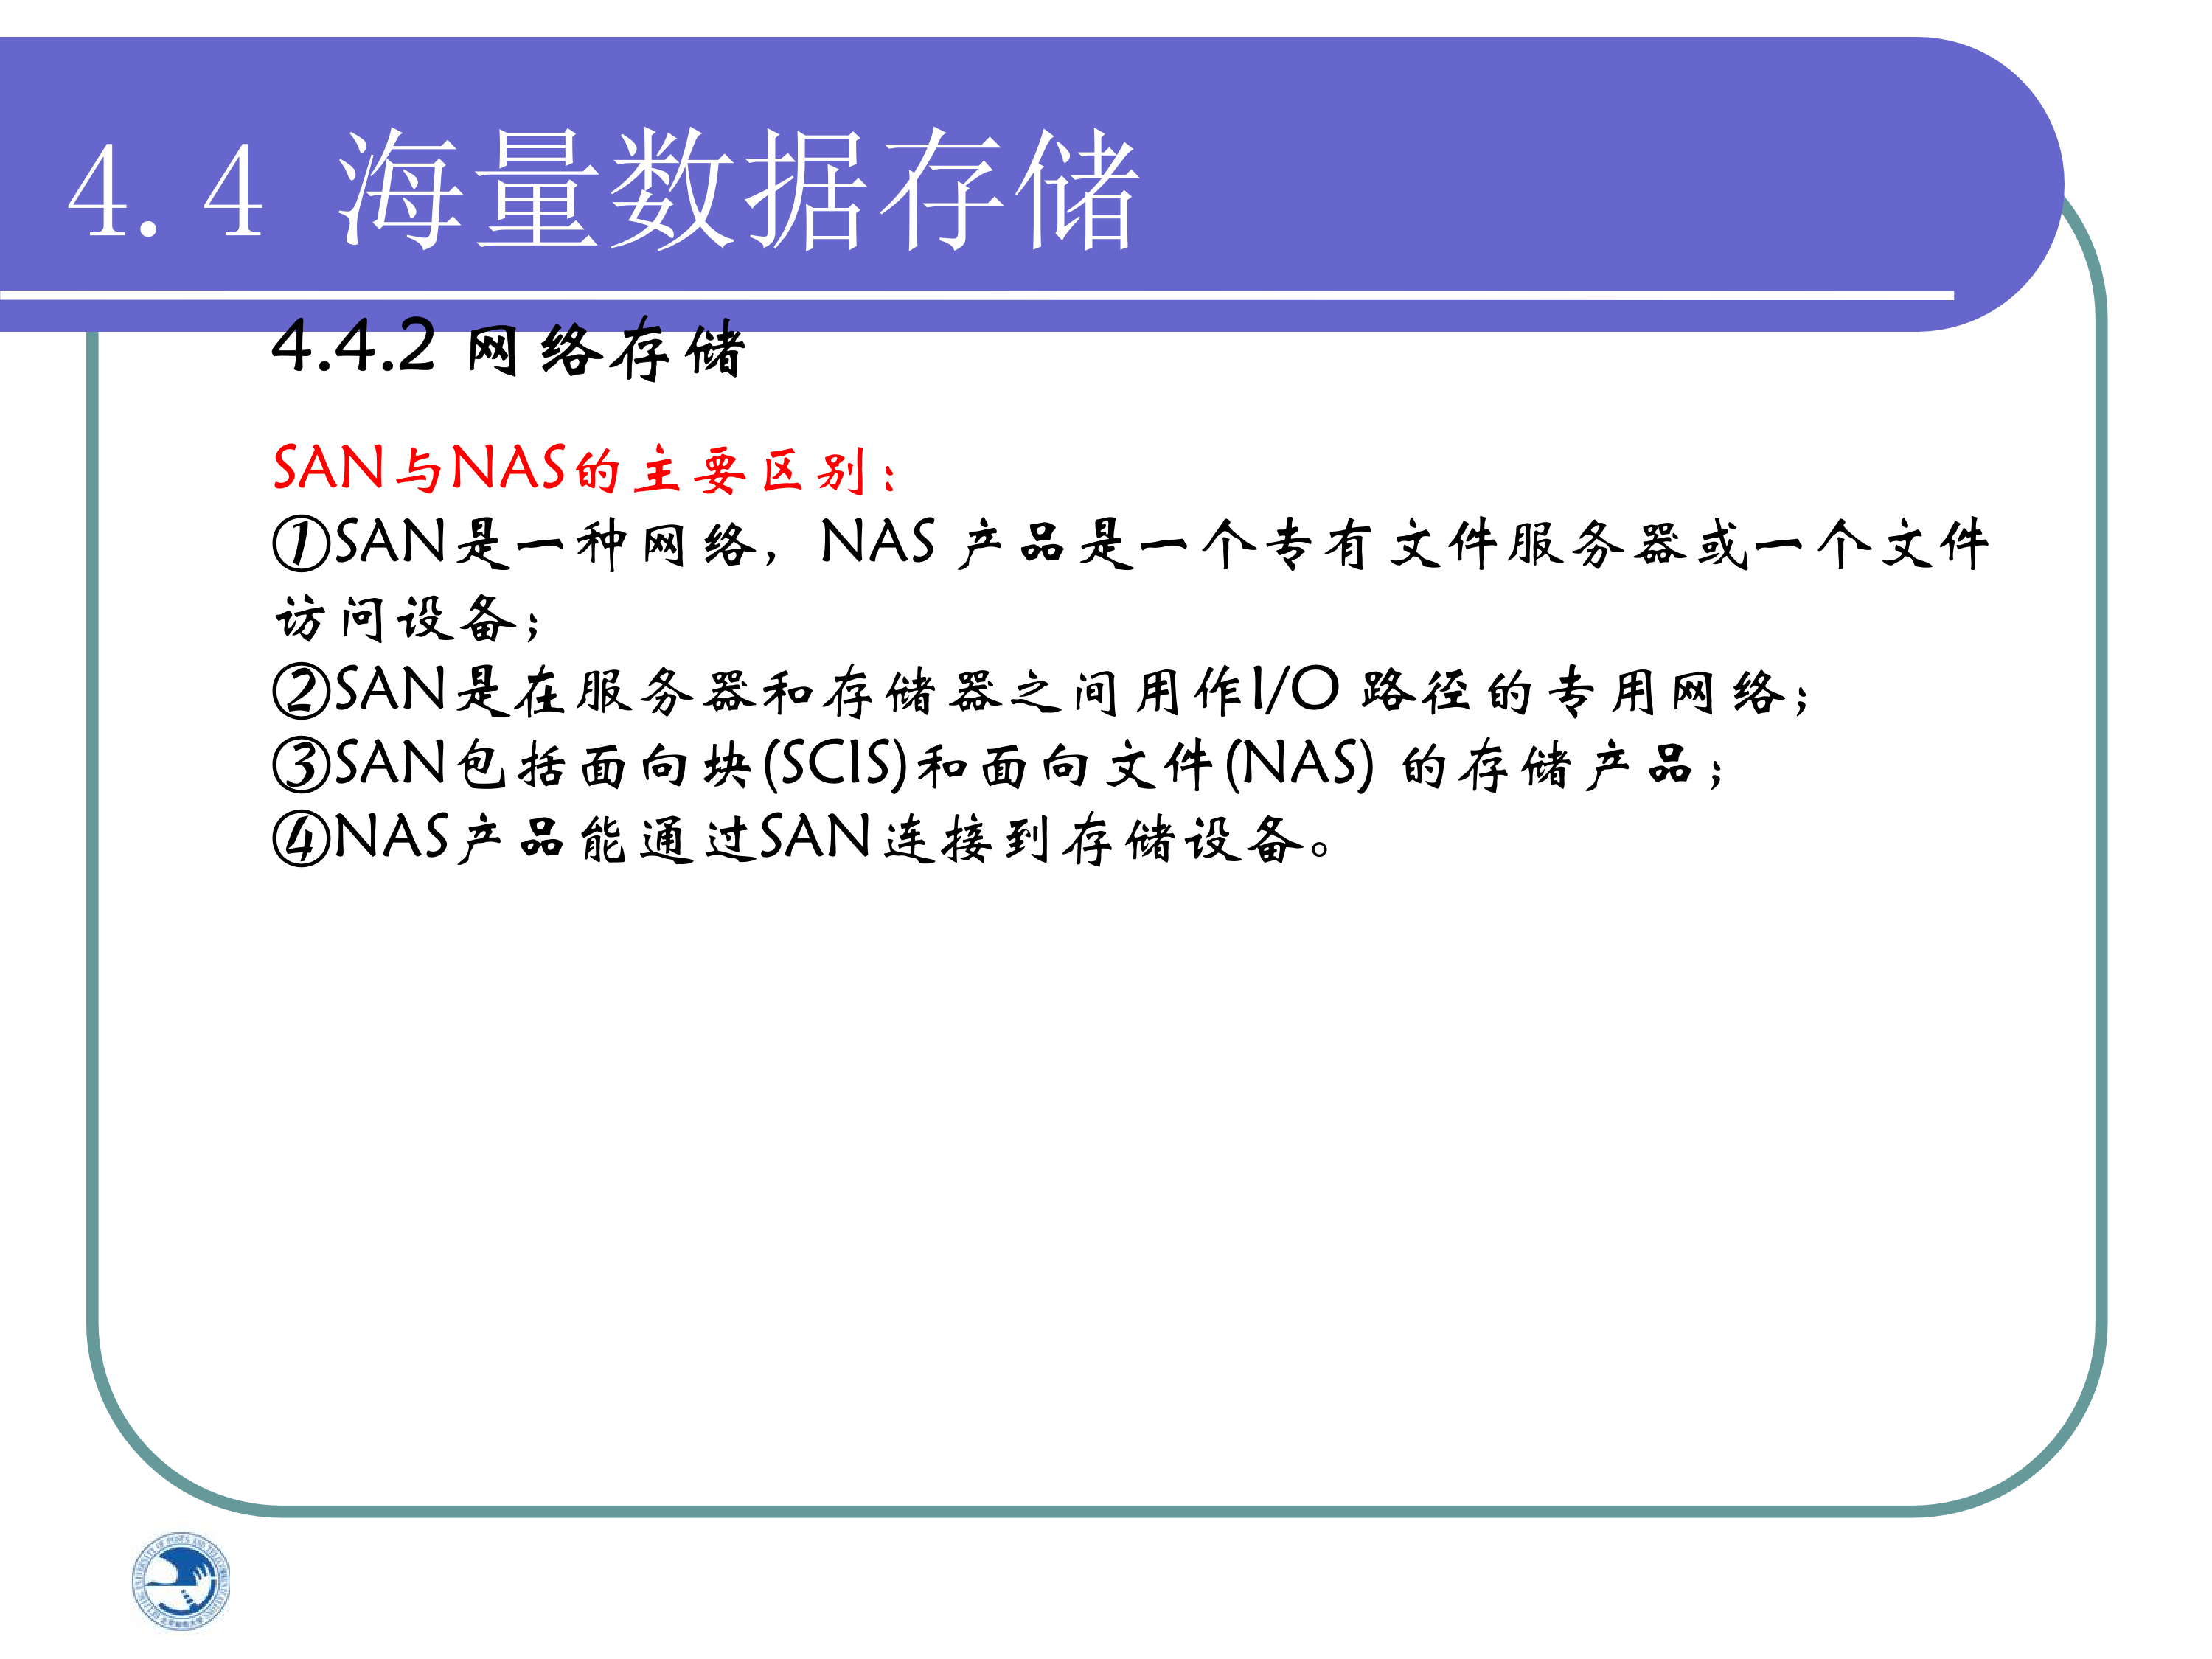 4.4 海量数据存储
4.4.2 网络存储
SAN与NAS的主要区别：
①SAN是一种网络，NAS产品是一个专有文件服务器或一个文件
访问设备；
②SAN是在服务器和存储器之间用作I/O路径的专用网络；
③SAN包括面向块(SCIS)和面向文件(NAS)的存储产品；
④NAS产品能通过SAN连接到存储设备。